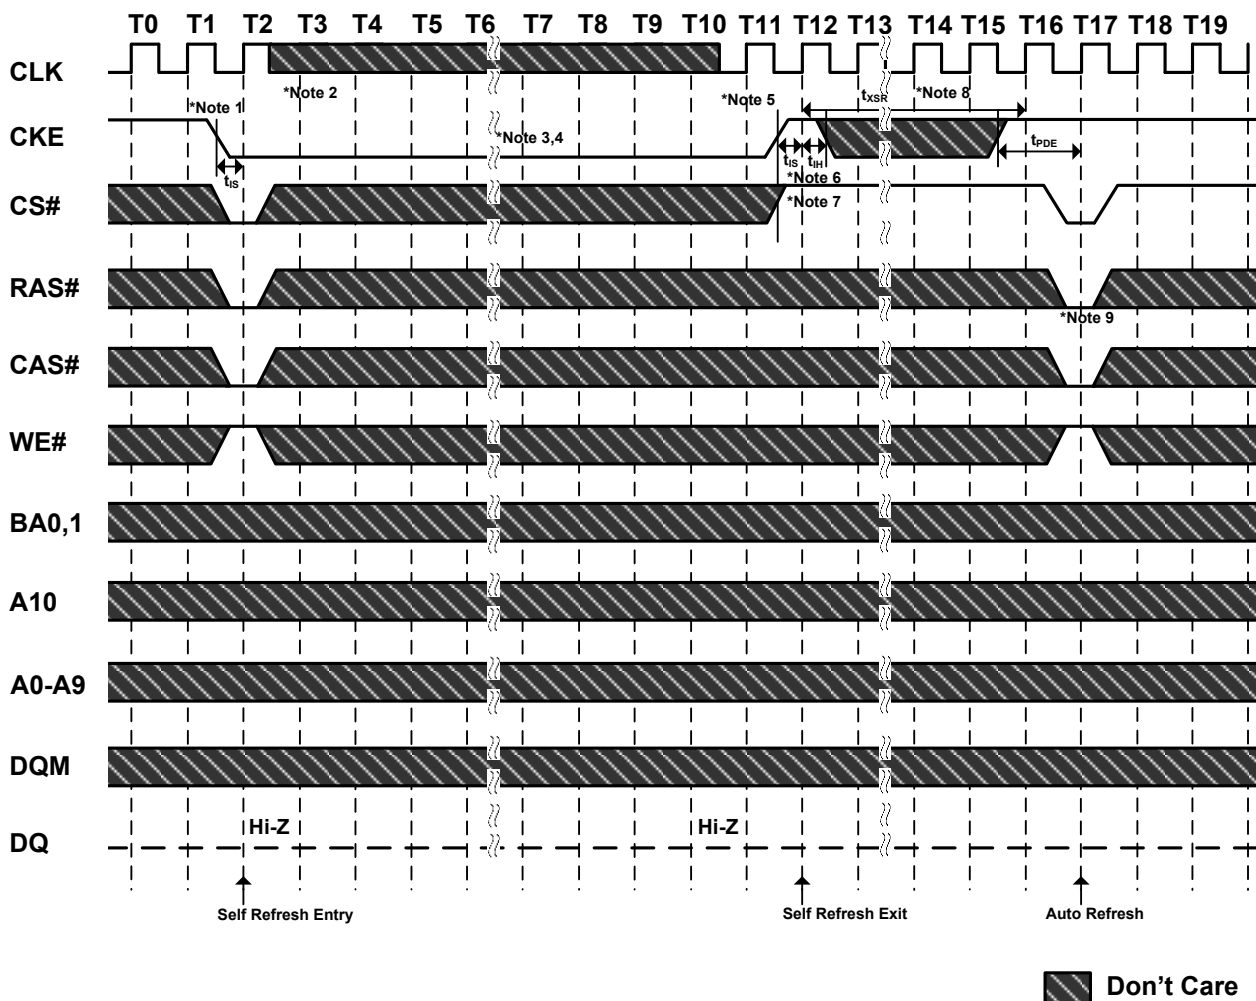 T0 T1 T2 T3 T4 T5 T6 T7 T8 T9 T10 T11 T12 T13 T14 T15 T16 T17 T18 T19
CLK
*Note 2
*Note 1
*Note 5
tXSR
*Note 8
CKE
*Note 3,4
tIS
tIS
tIH
tPDE
*Note 6
CS#
*Note 7
RAS#
*Note 9
CAS#
WE#
BA0,1
A10
A0-A9
DQM
Hi-Z
Hi-Z
DQ
Self Refresh Entry
Self Refresh Exit
Auto Refresh
Don't Care